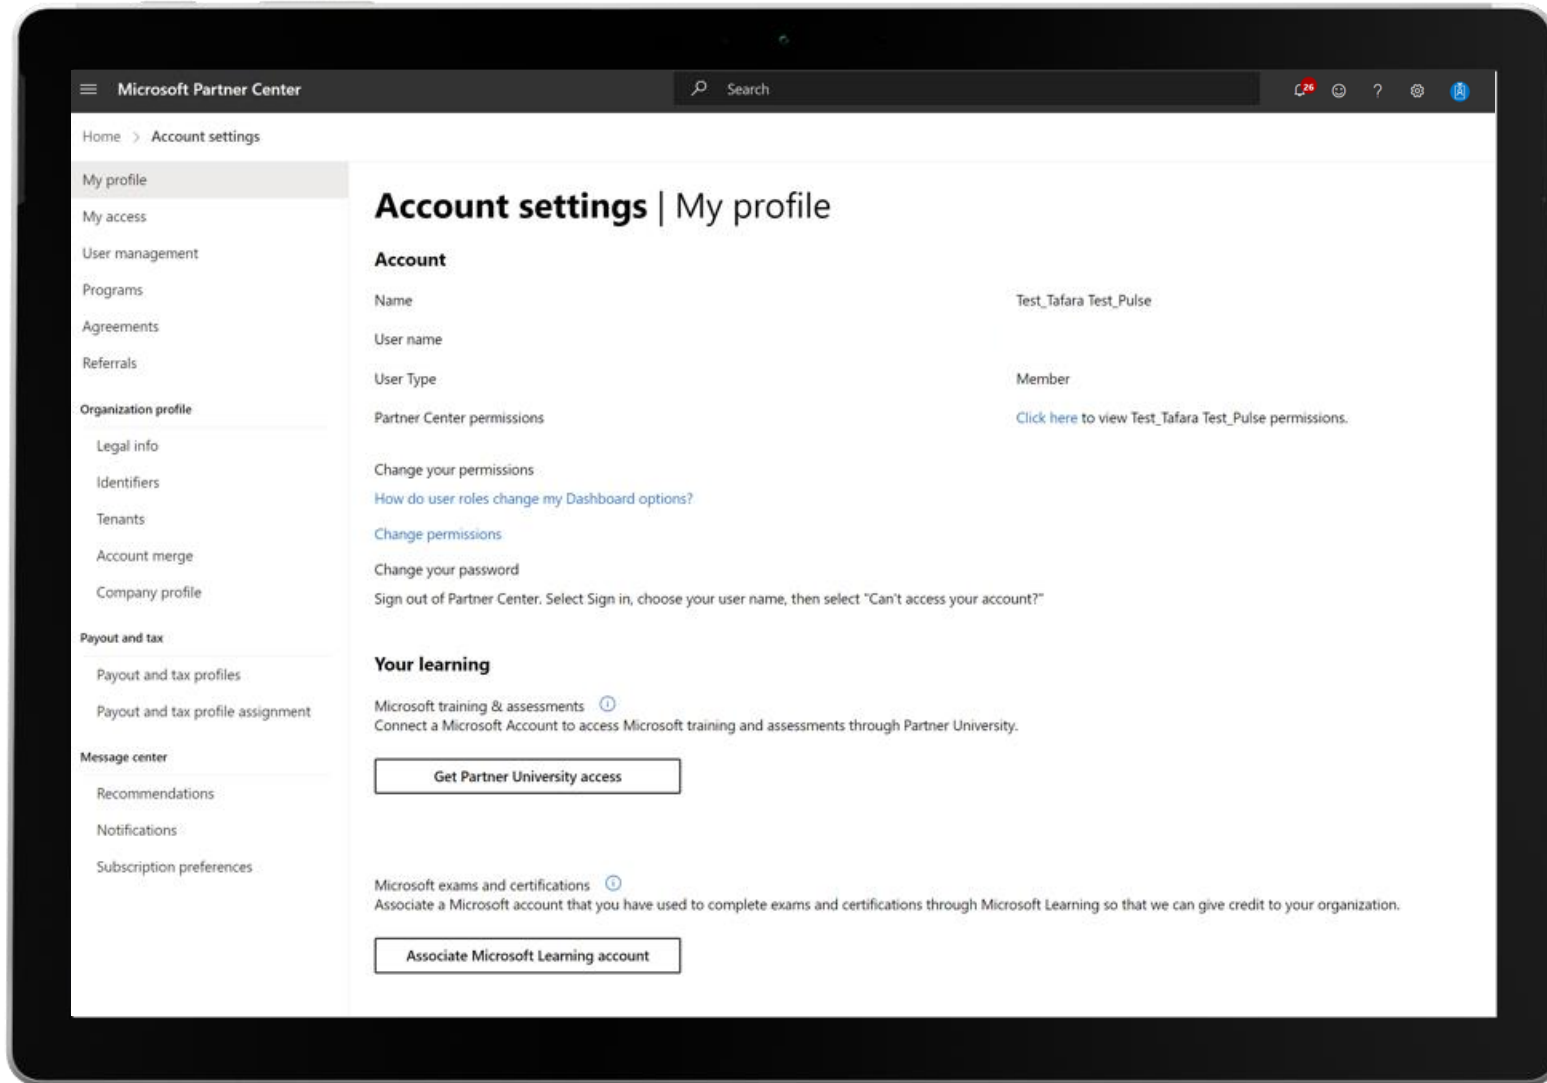 Microsoft Partner Center
Search
26
?
Home > Account settings
My profile
My access
User management
Programs
Agreements
Referrals
Organization profile
Legal info
Identifiers
Tenants
Account merge
Company profile
Payout and tax
Payout and tax profiles
Payout and tax profile assignment
Message center
Recommendations
Notifications
Subscription preferences
Account settings | My profile
Account
Name Test_Tafara Test_Pulse
User name
User Type Member
Partner Center permissions Click here to view Test_Tafara Test_Pulse permissions.
Change your permissions
How do user roles change my Dashboard options?
Change permissions
Change your password
Sign out of Partner Center. Select Sign in, choose your user name, then select "Can't access your account?"
Your learning
Microsoft training & assessments
Connect a Microsoft Account to access Microsoft training and assessments through Partner University.
Get Partner University access
Microsoft exams and certifications
Associate a Microsoft account that you have used to complete exams and certifications through Microsoft Learning so that we can give credit to your organization.
Associate Microsoft Learning account